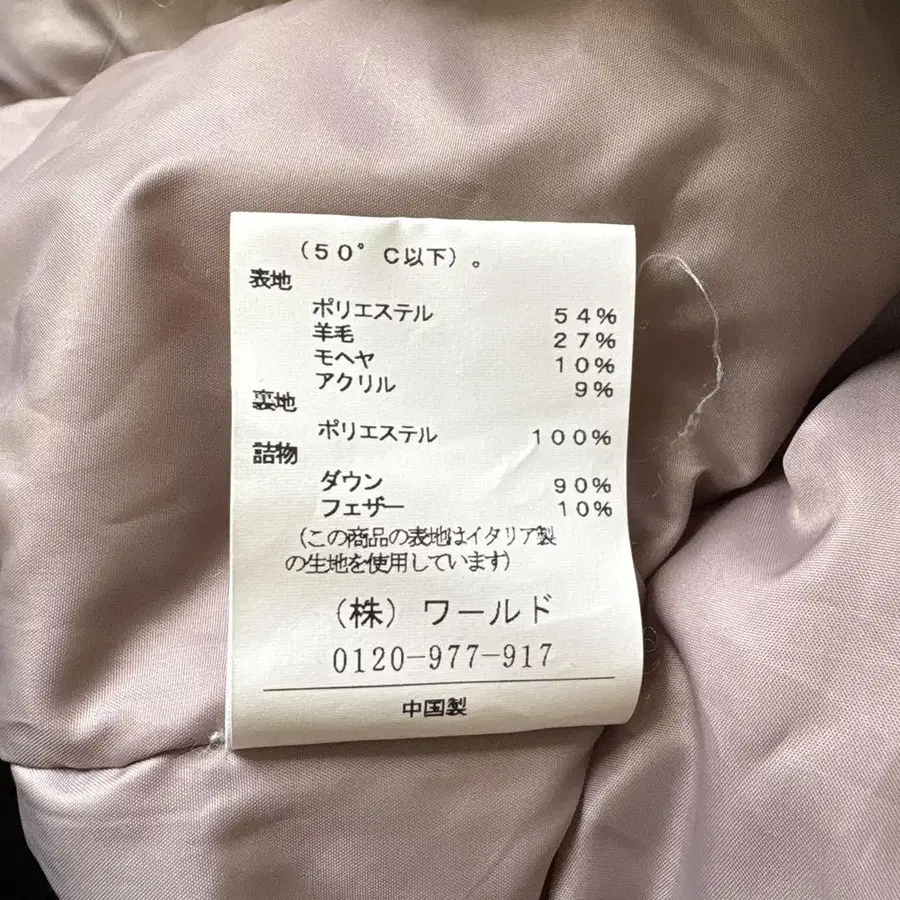 （５０°Ｃ以下）。
表地
ポリエステル ５４％
羊毛 ２７％
モヘヤ １０％
アクリル ９％
裏地
ポリエステル １００％
詰物
ダウン ９０％
フェザー １０％
（この商品の表地はイタリア製
の生地を使用しています）
（株）ワールド
0120-977-917
中国製